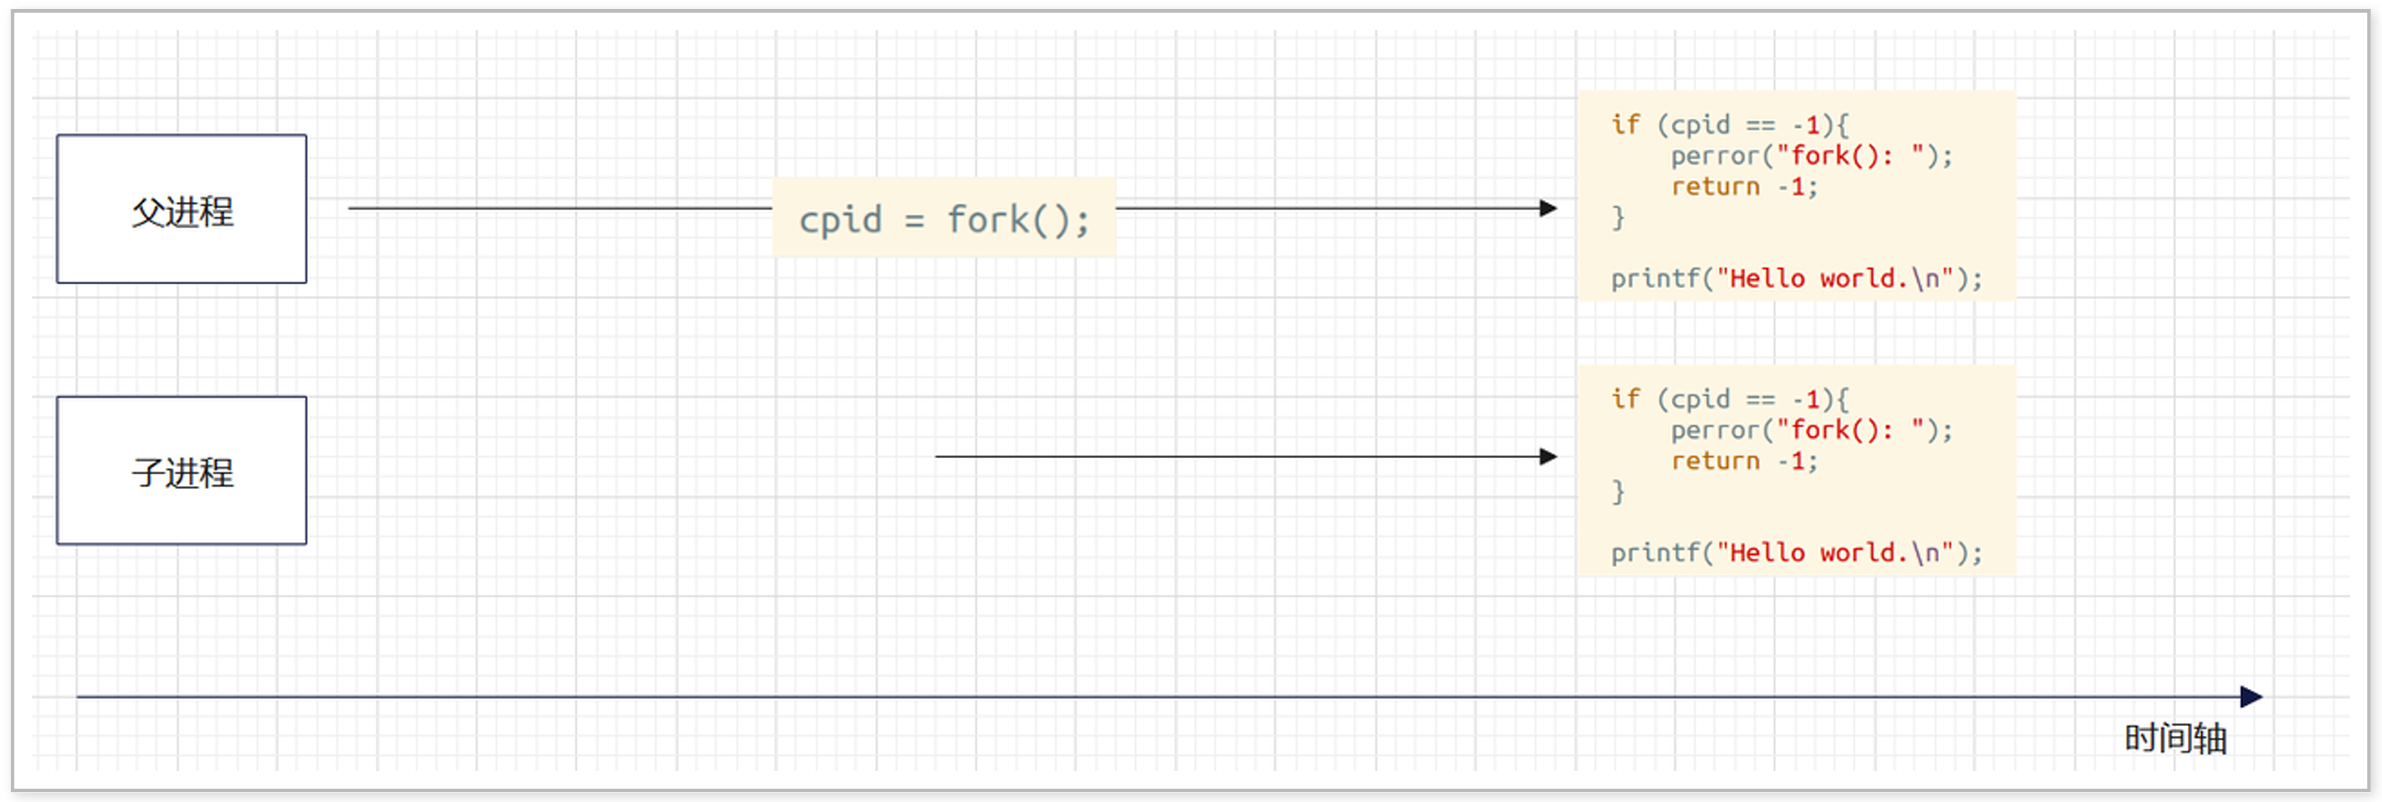 父进程
cpid = fork();
if (cpid == -1){
    perror("fork(): ");
    return -1;
}
printf("Hello world.\n");
子进程
if (cpid == -1){
    perror("fork(): ");
    return -1;
}
printf("Hello world.\n");
时间轴